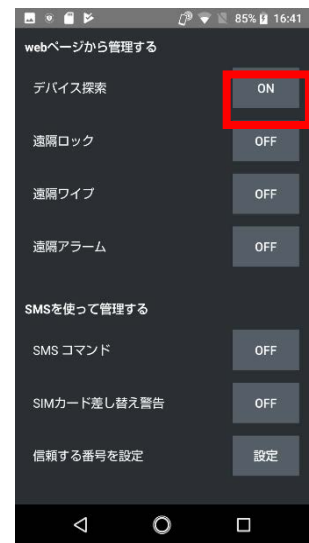 85% 16:41
webページから管理する
デバイス探索 ON
遠隔ロック OFF
遠隔ワイプ OFF
遠隔アラーム OFF
SMSを使って管理する
SMS コマンド OFF
SIMカード差し替え警告 OFF
信頼する番号を設定 設定